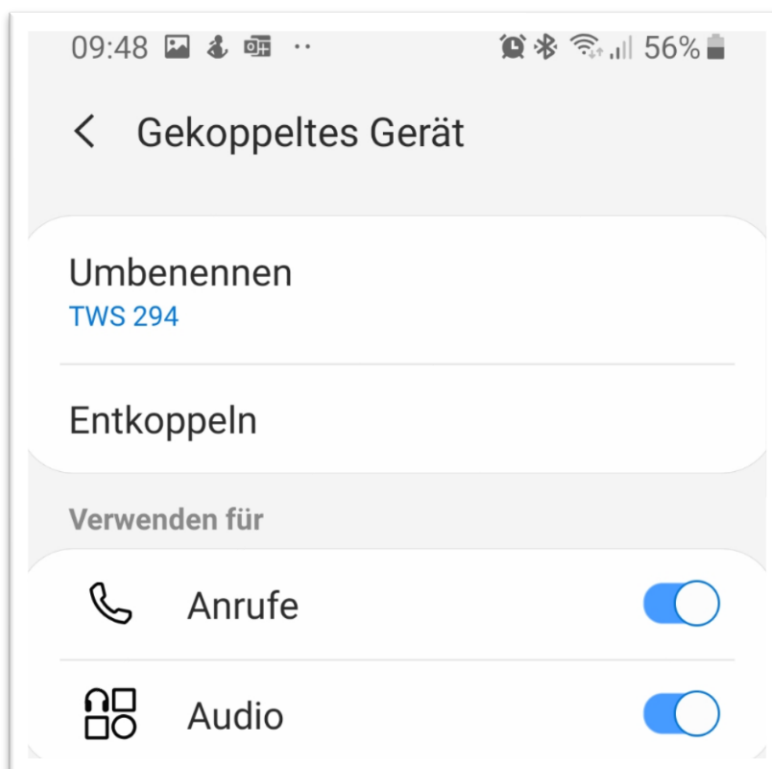 09:48 56%
Gekoppeltes Gerät
Umbenennen
TWS 294
Entkoppeln
Verwenden für
Anrufe
Audio